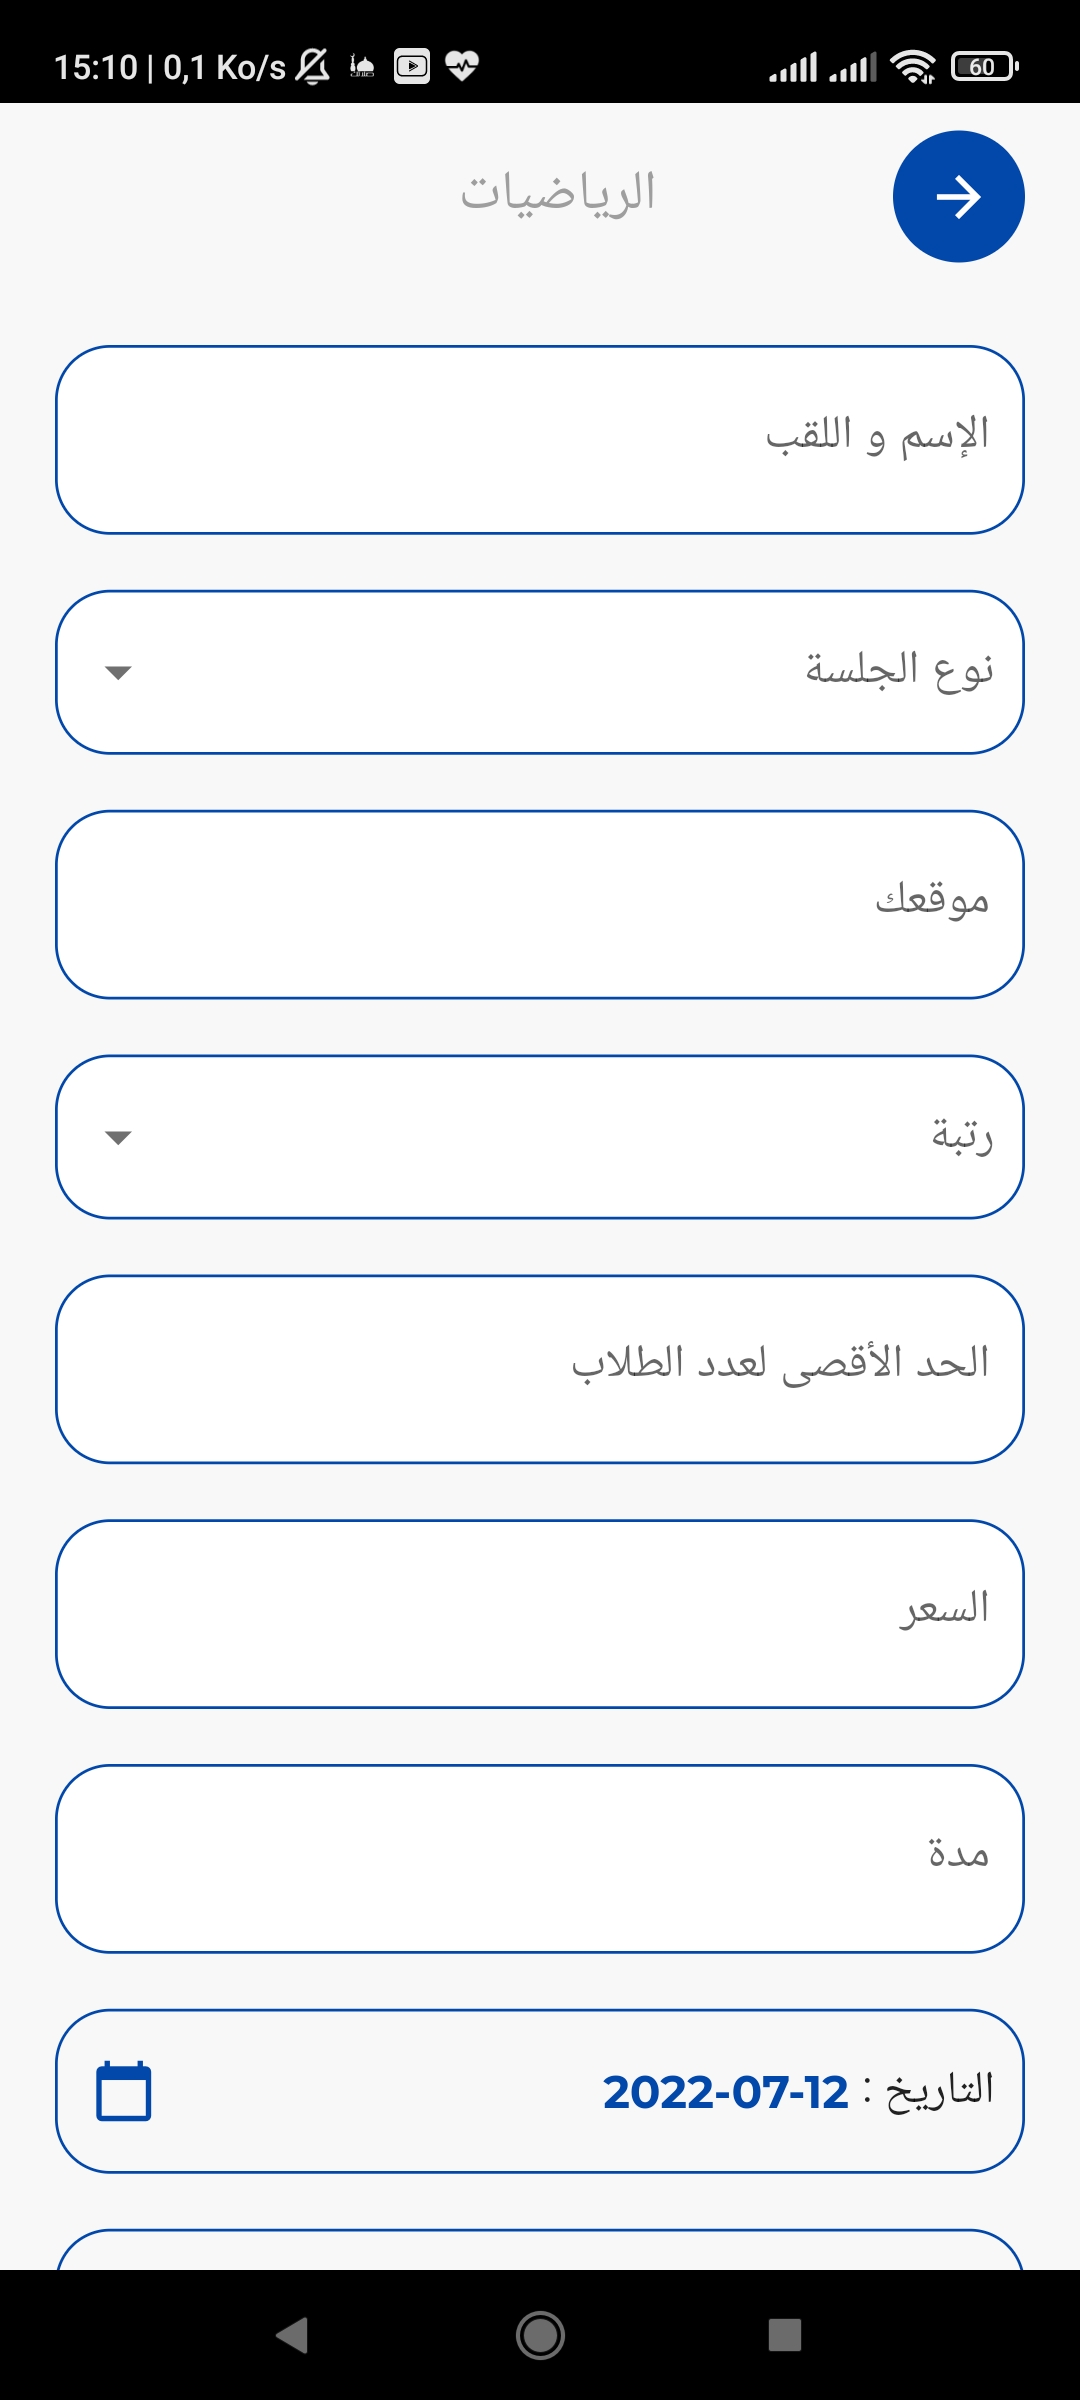 15:10 | 0,1 Ko/s
60
الرياضيات
الإسم و اللقب
نوع الجلسة
موقعك
رتبة
الحد الأقصى لعدد الطلاب
السعر
مدة
التاريخ : 2022-07-12